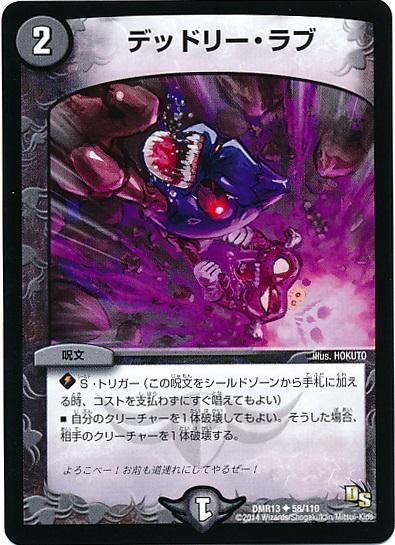 2
デッドリー・ラブ
呪文
illus. HOKUTO
S・トリガー(この呪文をシールドゾーンから手札に加え
る時、コストを支払わずにすぐ唱えてもよい)
■ 自分のクリーチャーを1体破壊してもよい。そうした場合、
相手のクリーチャーを1体破壊する。
よろこべー!お前も道連れにしてやるぜー!
DS
DMR13 ◆ 58/110
©2014 Wizards/Shogakukan/Mitsui-Kids